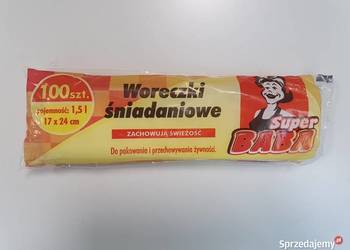 100 szt.
pojemność: 1,5 l
17 x 24 cm
Woreczki
śniadaniowe
ZACHOWUJĄ ŚWIEŻOŚĆ
Do pakowania i przechowywania żywności.
Super
BABA
Sprzedajemy